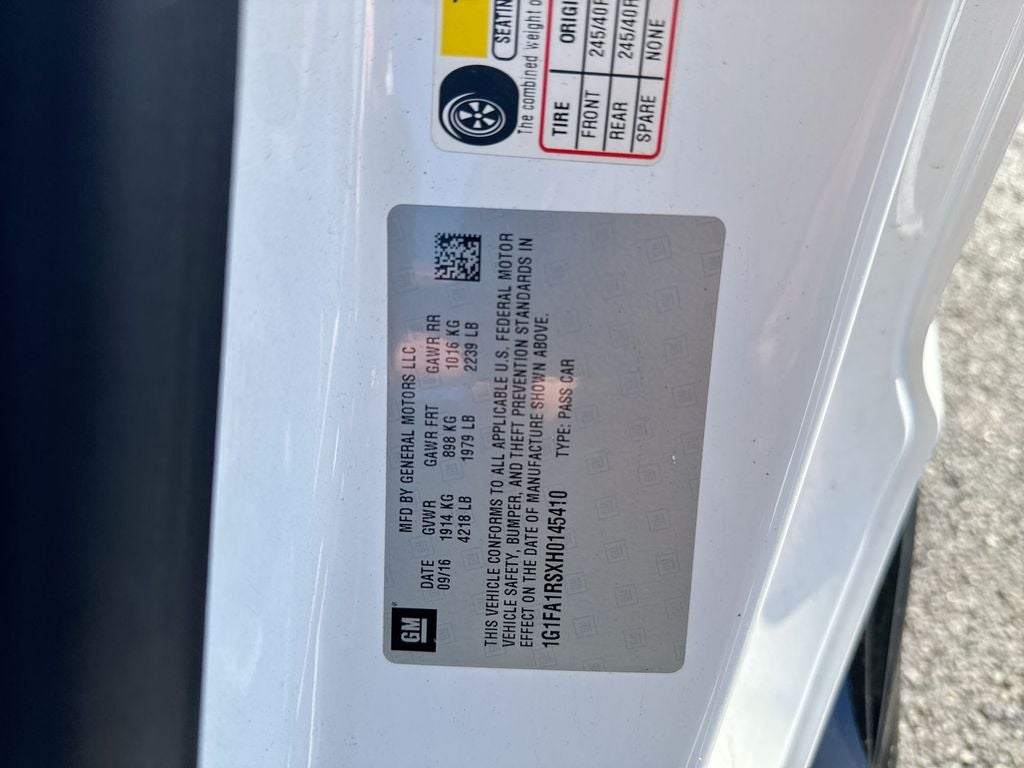 GM
MFD BY GENERAL MOTORS LLC
DATE GVWR GAWR FRT GAWR RR
09/16 1914 KG 898 KG 1016 KG
4218 LB 1979 LB 2239 LB
THIS VEHICLE CONFORMS TO ALL APPLICABLE U.S. FEDERAL MOTOR
VEHICLE SAFETY, BUMPER, AND THEFT PREVENTION STANDARDS IN
EFFECT ON THE DATE OF MANUFACTURE SHOWN ABOVE.
1G1FA1RSXH0145410 TYPE: PASS CAR
SEATIN
The combined weight o
TIRE ORIGI
FRONT 245/40R
REAR 245/40R
SPARE NONE